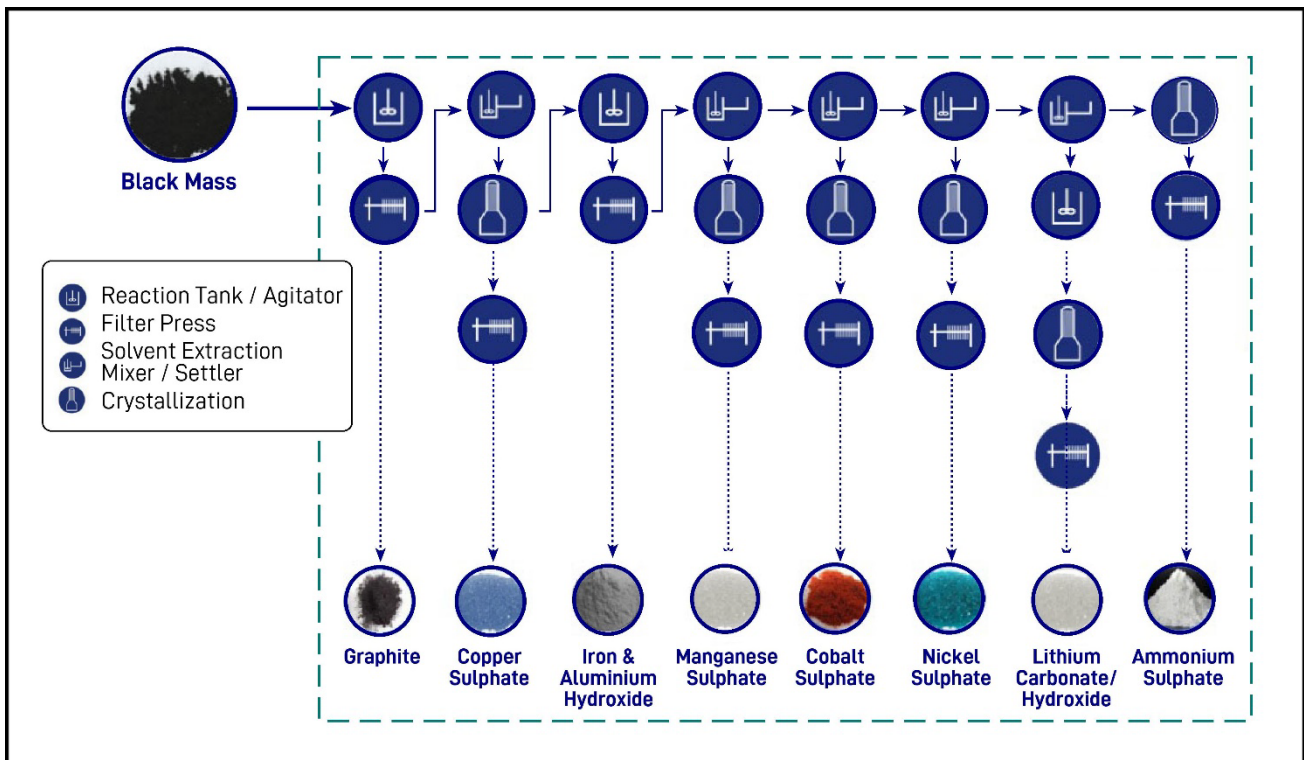 Black Mass
Reaction Tank / Agitator
Filter Press
Solvent Extraction
Mixer / Settler
Crystallization
Graphite
Copper
Sulphate
Iron &
Aluminium
Hydroxide
Manganese
Sulphate
Cobalt
Sulphate
Nickel
Sulphate
Lithium
Carbonate/
Hydroxide
Ammonium
Sulphate